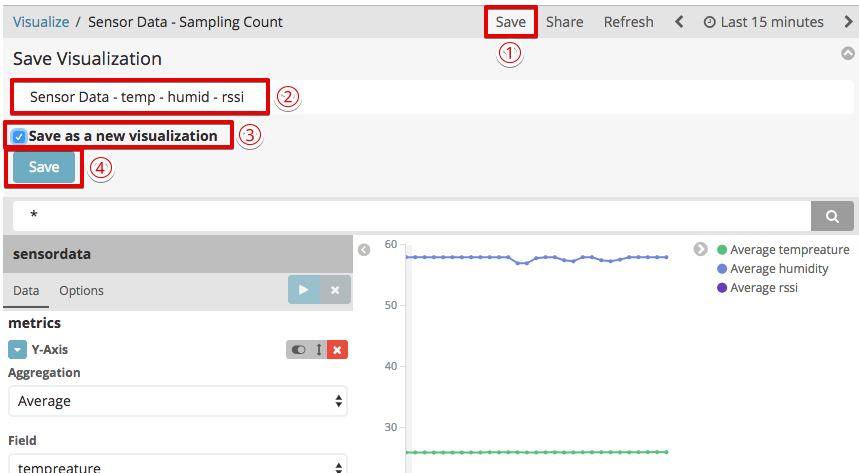 Visualize / Sensor Data - Sampling Count Save Share Refresh Last 15 minutes
①
Save Visualization
Sensor Data - temp - humid - rssi ②
Save as a new visualization ③
Save ④
*
sensordata
Data Options
metrics
Y-Axis
Aggregation
Average
Field
tempreature
60
50
40
30
Average tempreature
Average humidity
Average rssi